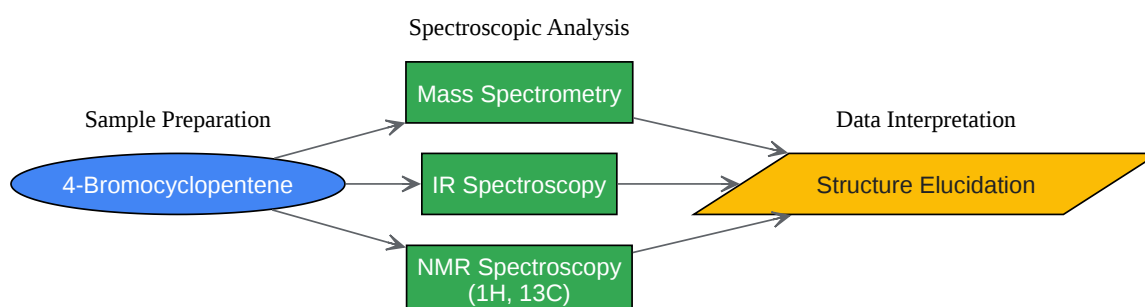 Spectroscopic Analysis
Mass Spectrometry
Sample Preparation
Data Interpretation
4-Bromocyclopentene
IR Spectroscopy
Structure Elucidation
NMR Spectroscopy
(1H, 13C)